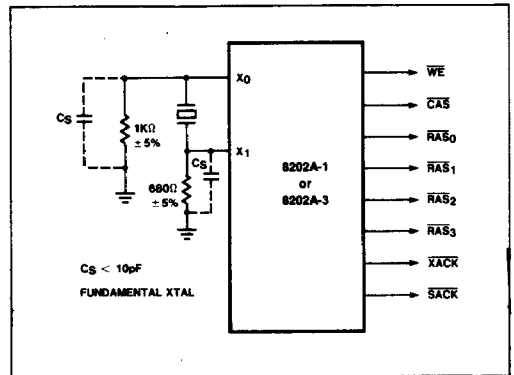 X0
CS
1KΩ
±5%
X1
CS
680Ω
±5%
CS < 10pF
FUNDAMENTAL XTAL
8202A-1
or
8202A-3
WE
CAS
RAS0
RAS1
RAS2
RAS3
XACK
SACK